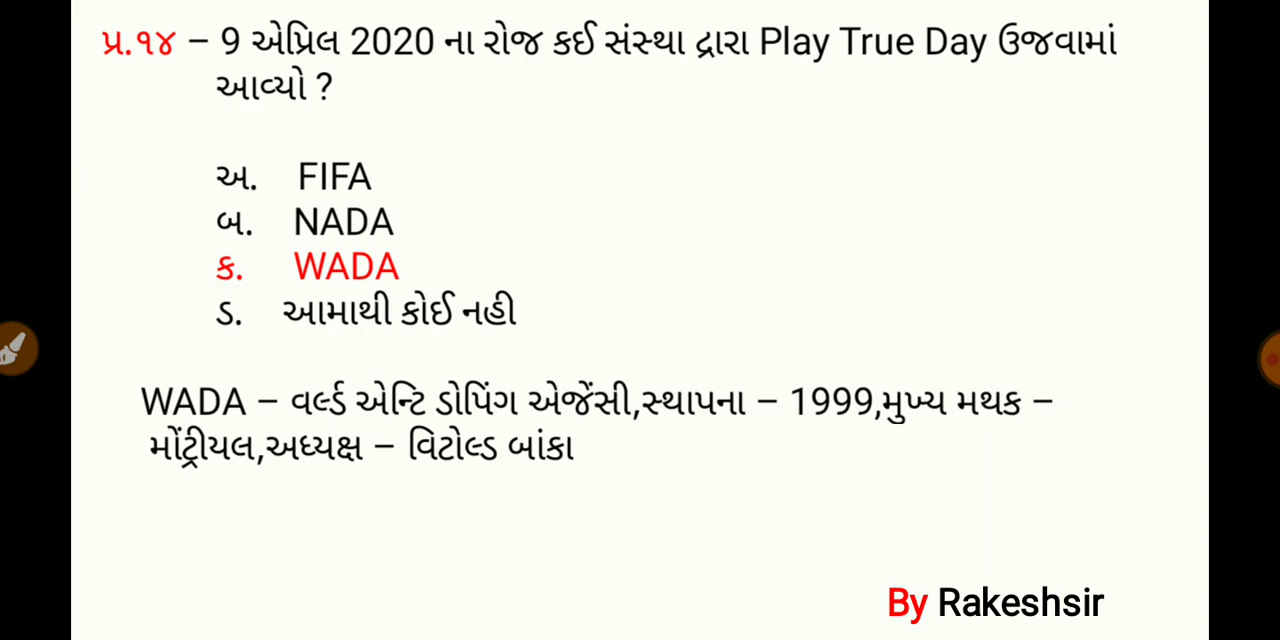 પ્ર.૧૪ – 9 એપ્રિલ 2020 ના રોજ કઈ સંસ્થા દ્વારા Play True Day ઉજવામાં
આવ્યો ?
અ. FIFA
બ. NADA
ક. WADA
ડ. આમાથી કોઈ નહી
WADA – વર્લ્ડ એન્ટિ ડોપિંગ એજેંસી,સ્થાપના – 1999,મુખ્ય મથક –
મોંટ્રીયલ,અધ્યક્ષ – વિટોલ્ડ બાંકા
By Rakeshsir